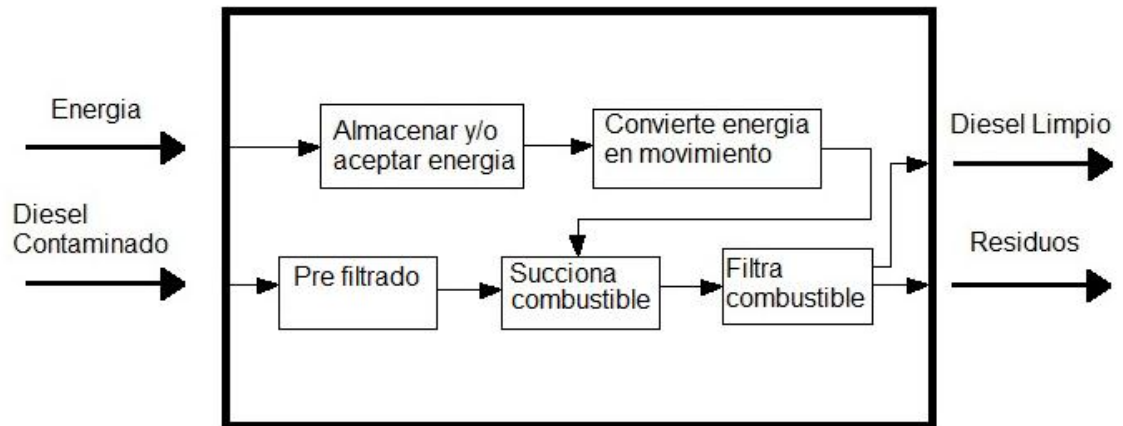 Energia
Almacenar y/o
aceptar energia
Convierte energia
en movimiento
Diesel Limpio
Diesel
Contaminado
Pre filtrado
Succiona
combustible
Filtra
combustible
Residuos